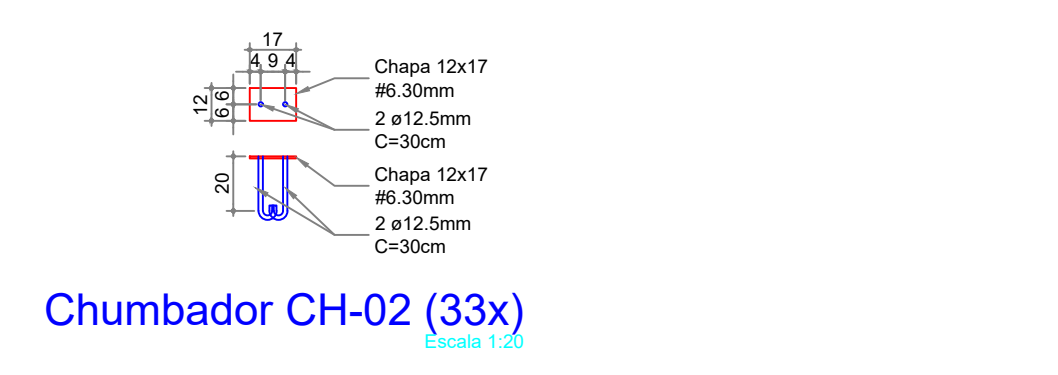 17
4 9 4
Chapa 12x17
#6.30mm
12
6 6
2 ø12.5mm
C=30cm
Chapa 12x17
#6.30mm
20
2 ø12.5mm
C=30cm
Chumbador CH-02 (33x)
Escala 1:20